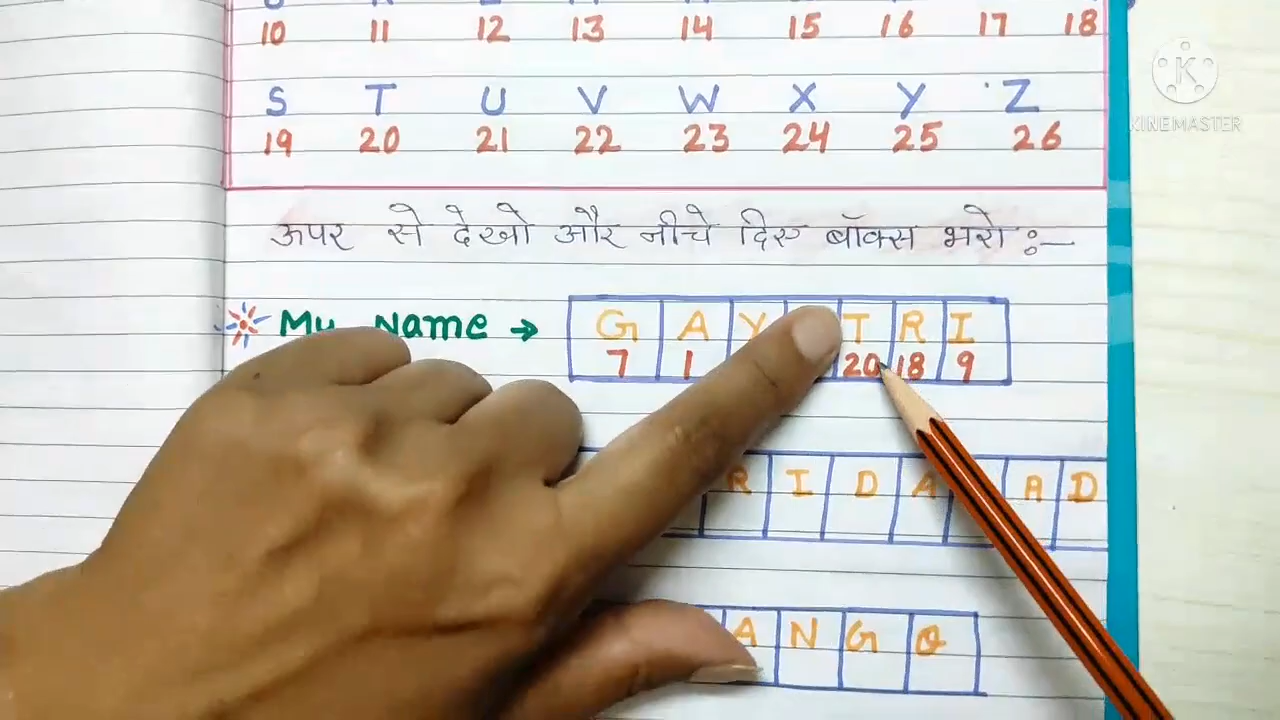 10 11 12 13 14 15 16 17 18
S T U V W X Y Z
19 20 21 22 23 24 25 26
ऊपर से देखो और नीचे दिए बॉक्स भरो :—
My Name → G A Y T R I
7 1 20 18 9
R I D A A D
A N G O
K
KINEMASTER